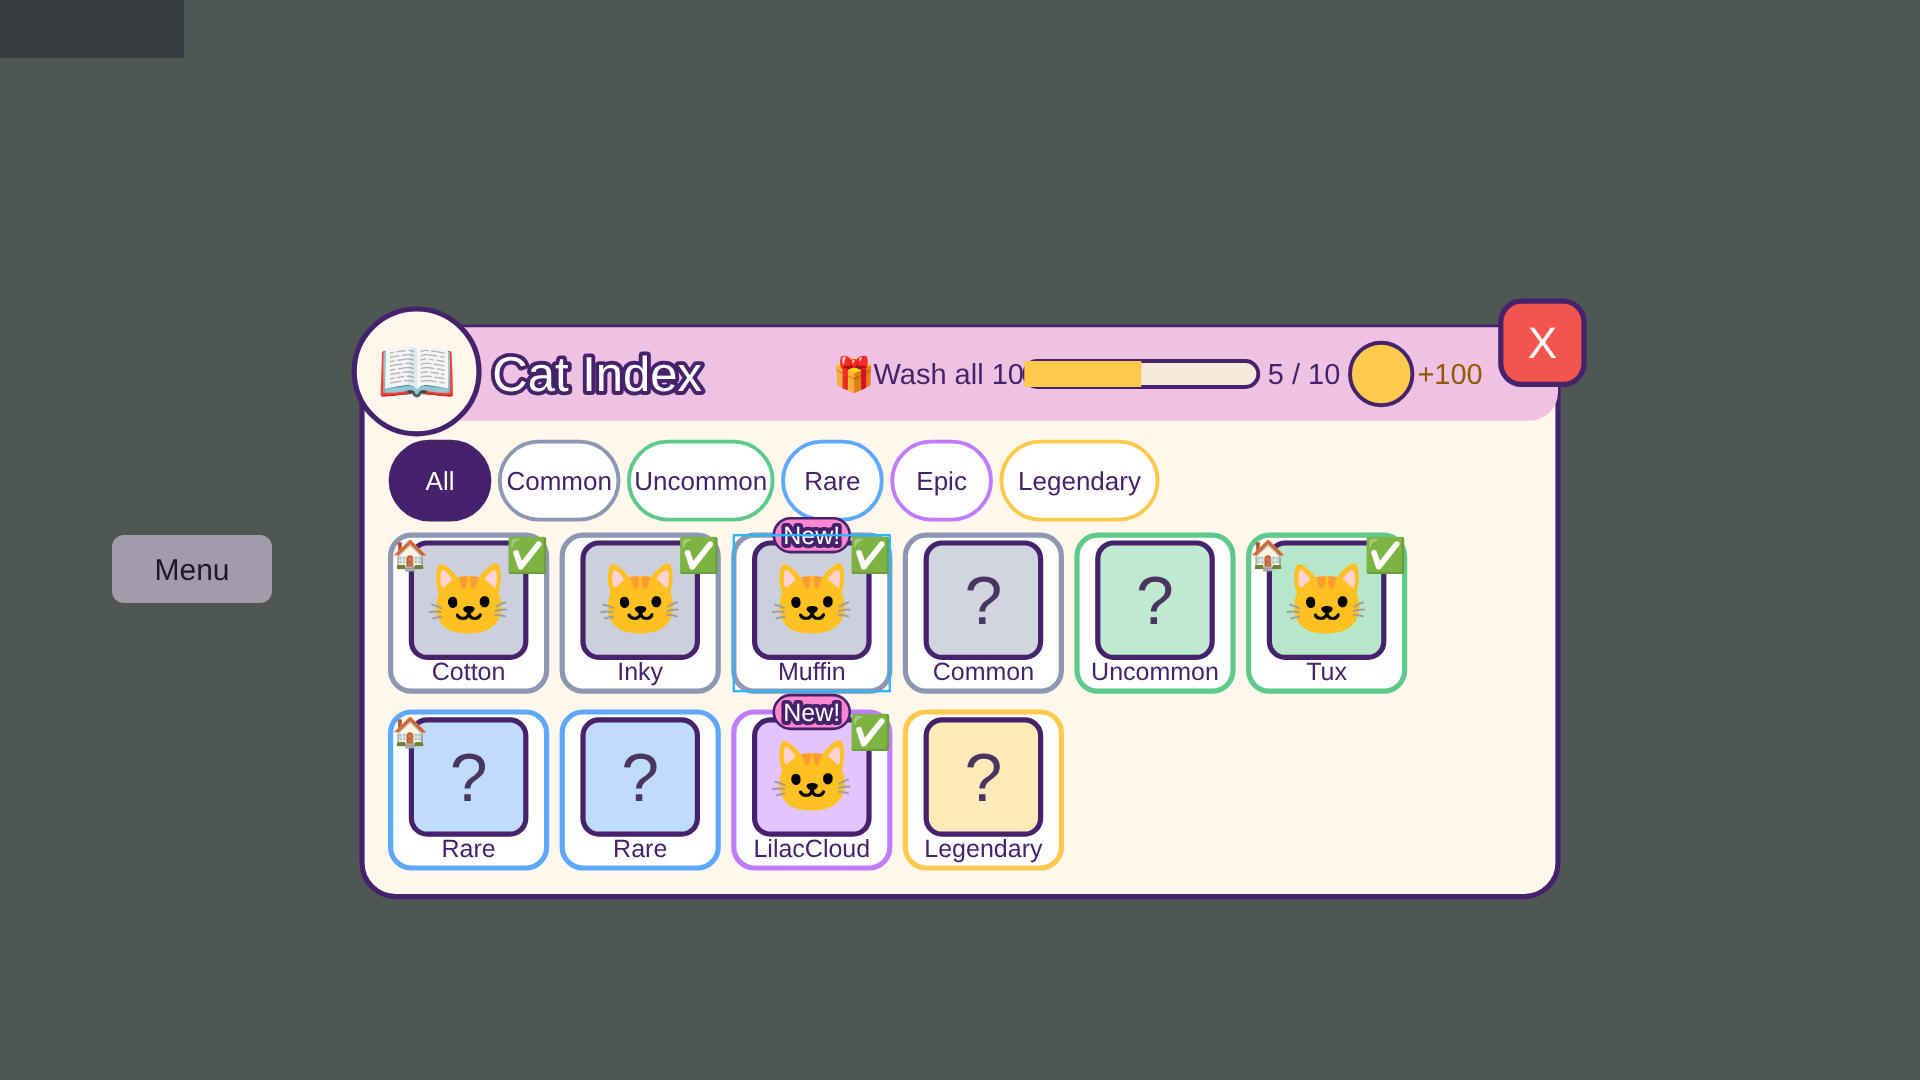 Cat Index
Wash all 10
5 / 10
+100
X
All
Common
Uncommon
Rare
Epic
Legendary
Menu
New!
Cotton
Inky
Muffin
?
Common
?
Uncommon
Tux
New!
?
Rare
?
Rare
LilacCloud
?
Legendary